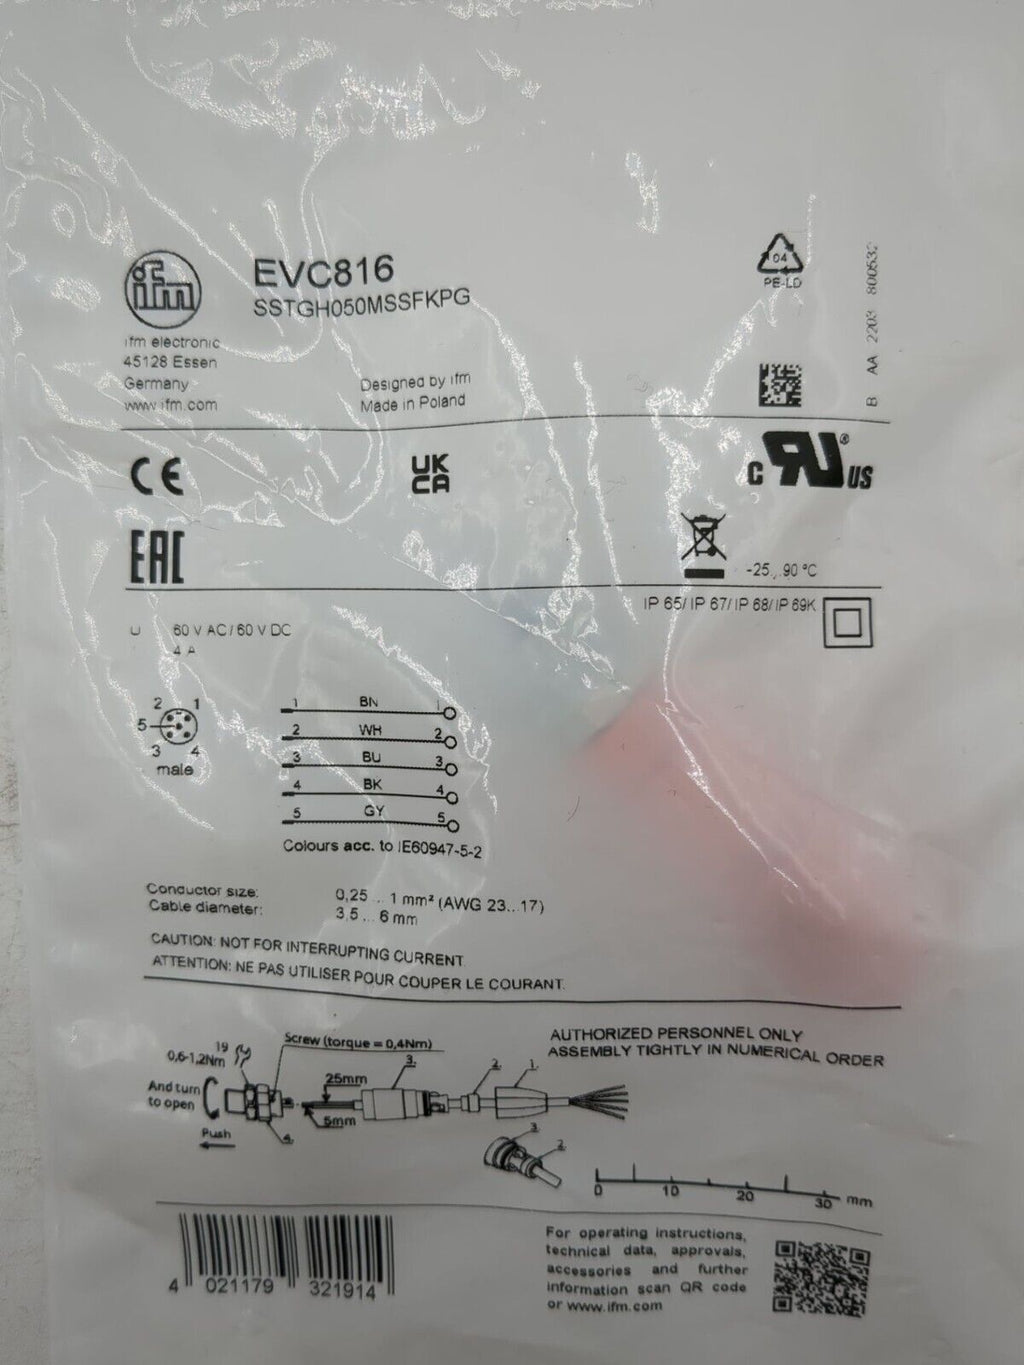 ifm
EVC816
SSTGH050MSSFKPG
ifm electronic
45128 Essen
Germany
www.ifm.com
Designed by ifm
Made in Poland
04
PE-LD
B AA 2203 800532
CE
UK
CA
c RU ® US
EAC
-25...90 °C
IP 65/ IP 67/ IP 68/ IP 69K
U 60 V AC / 60 V DC
4 A
2 1
5
3 4
male
1 BN 1
2 WH 2
3 BU 3
4 BK 4
5 GY 5
Colours acc. to IE60947-5-2
Conductor size: 0,25 ... 1 mm² (AWG 23..17)
Cable diameter: 3,5 ... 6 mm
CAUTION: NOT FOR INTERRUPTING CURRENT.
ATTENTION: NE PAS UTILISER POUR COUPER LE COURANT.
AUTHORIZED PERSONNEL ONLY
ASSEMBLY TIGHTLY IN NUMERICAL ORDER
19
0,6-1,2Nm
Screw (torque = 0,4Nm)
And turn
to open
Push
25mm
5mm
3.
2.
1.
4.
3.
2.
0 10 20 30 mm
4 021179 321914
For operating instructions,
technical data, approvals,
accessories and further
information scan QR code
or www.ifm.com